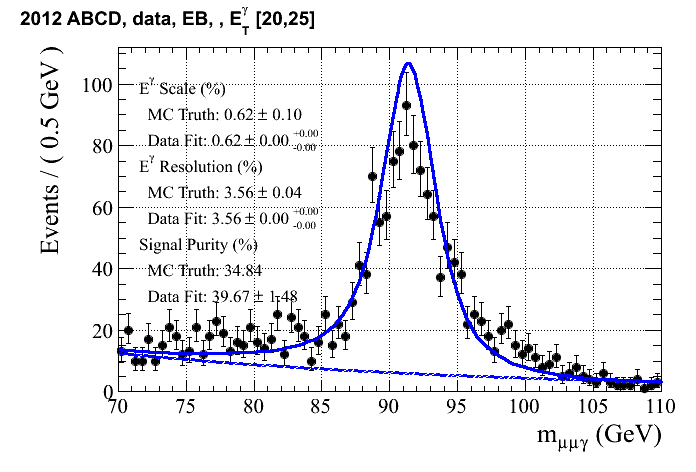 2012 ABCD, data, EB, , E_T^γ [20,25]
Events / ( 0.5 GeV )
100
80
60
40
20
0
E^γ Scale (%)
MC Truth: 0.62 ± 0.10
Data Fit: 0.62 ± 0.00 +0.00 -0.00
E^γ Resolution (%)
MC Truth: 3.56 ± 0.04
Data Fit: 3.56 ± 0.00 +0.00 -0.00
Signal Purity (%)
MC Truth: 34.84
Data Fit: 39.67 ± 1.48
70 75 80 85 90 95 100 105 110
m_μμγ (GeV)